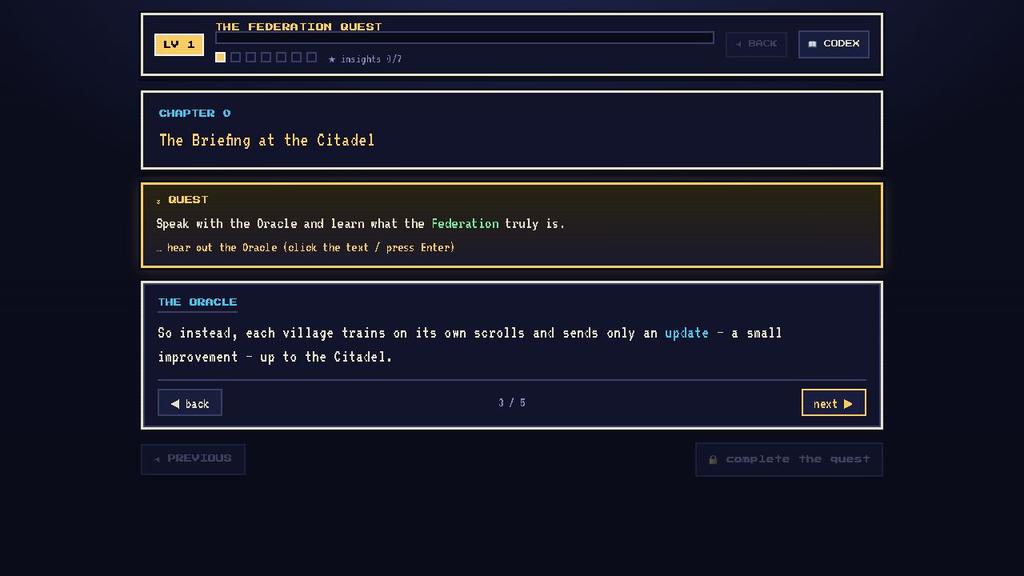 THE FEDERATION QUEST
LV 1
★ insights 0/7
◂ BACK
CODEX
CHAPTER 0
The Briefing at the Citadel
QUEST
Speak with the Oracle and learn what the Federation truly is.
… hear out the Oracle (click the text / press Enter)
THE ORACLE
So instead, each village trains on its own scrolls and sends only an update – a small
improvement – up to the Citadel.
◀ back
3 / 5
next ▶
◂ PREVIOUS
complete the quest